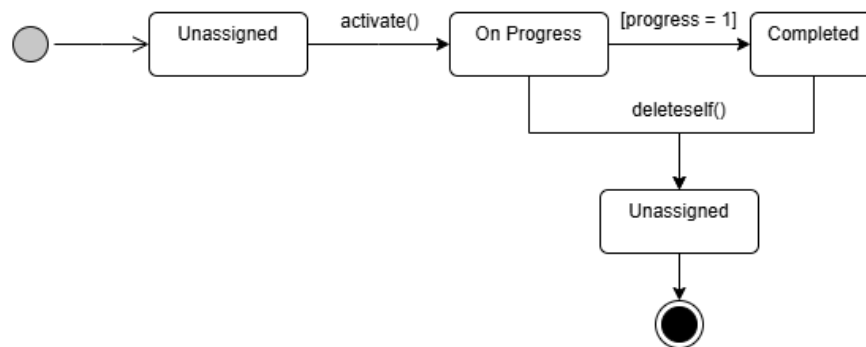 Unassigned
activate()
On Progress
[progress = 1]
Completed
deleteself()
Unassigned